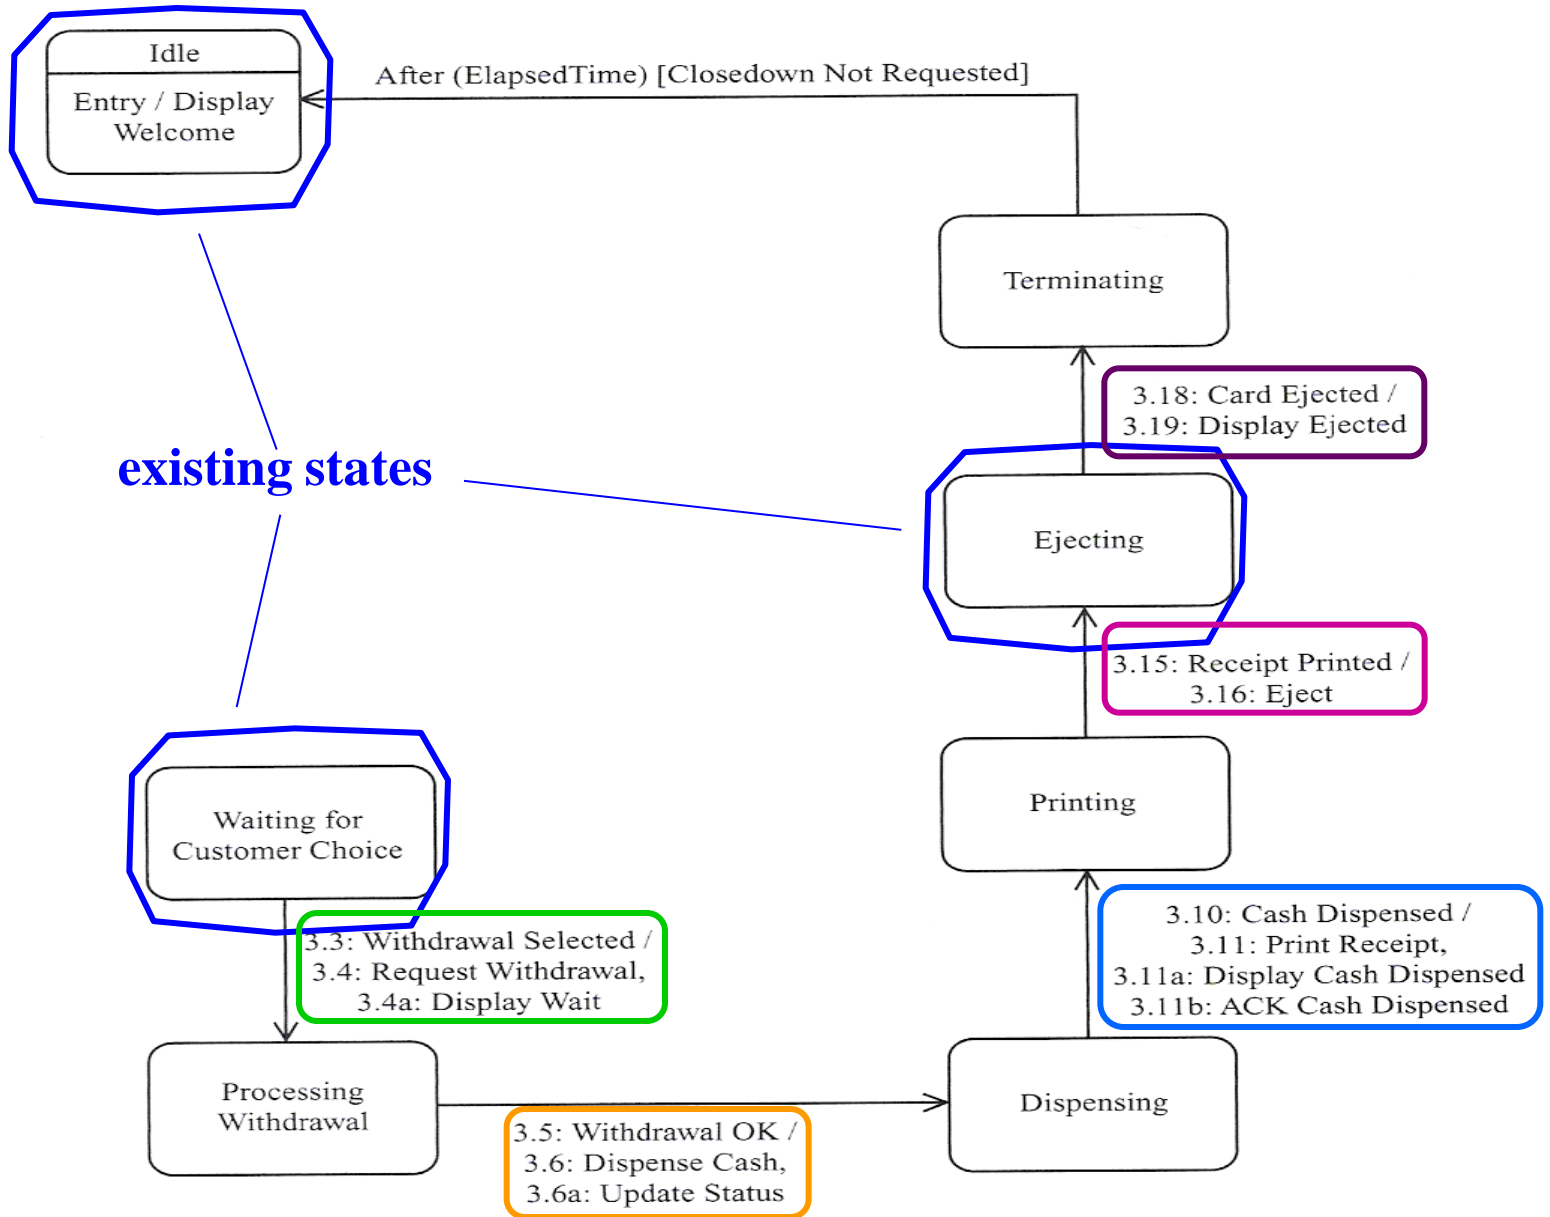 Idle
Entry / Display
Welcome
After (ElapsedTime) [Closedown Not Requested]
Terminating
3.18: Card Ejected /
3.19: Display Ejected
existing states
Ejecting
3.15: Receipt Printed /
3.16: Eject
Printing
Waiting for
Customer Choice
3.3: Withdrawal Selected /
3.4: Request Withdrawal,
3.4a: Display Wait
3.10: Cash Dispensed /
3.11: Print Receipt,
3.11a: Display Cash Dispensed
3.11b: ACK Cash Dispensed
Processing
Withdrawal
Dispensing
3.5: Withdrawal OK /
3.6: Dispense Cash,
3.6a: Update Status